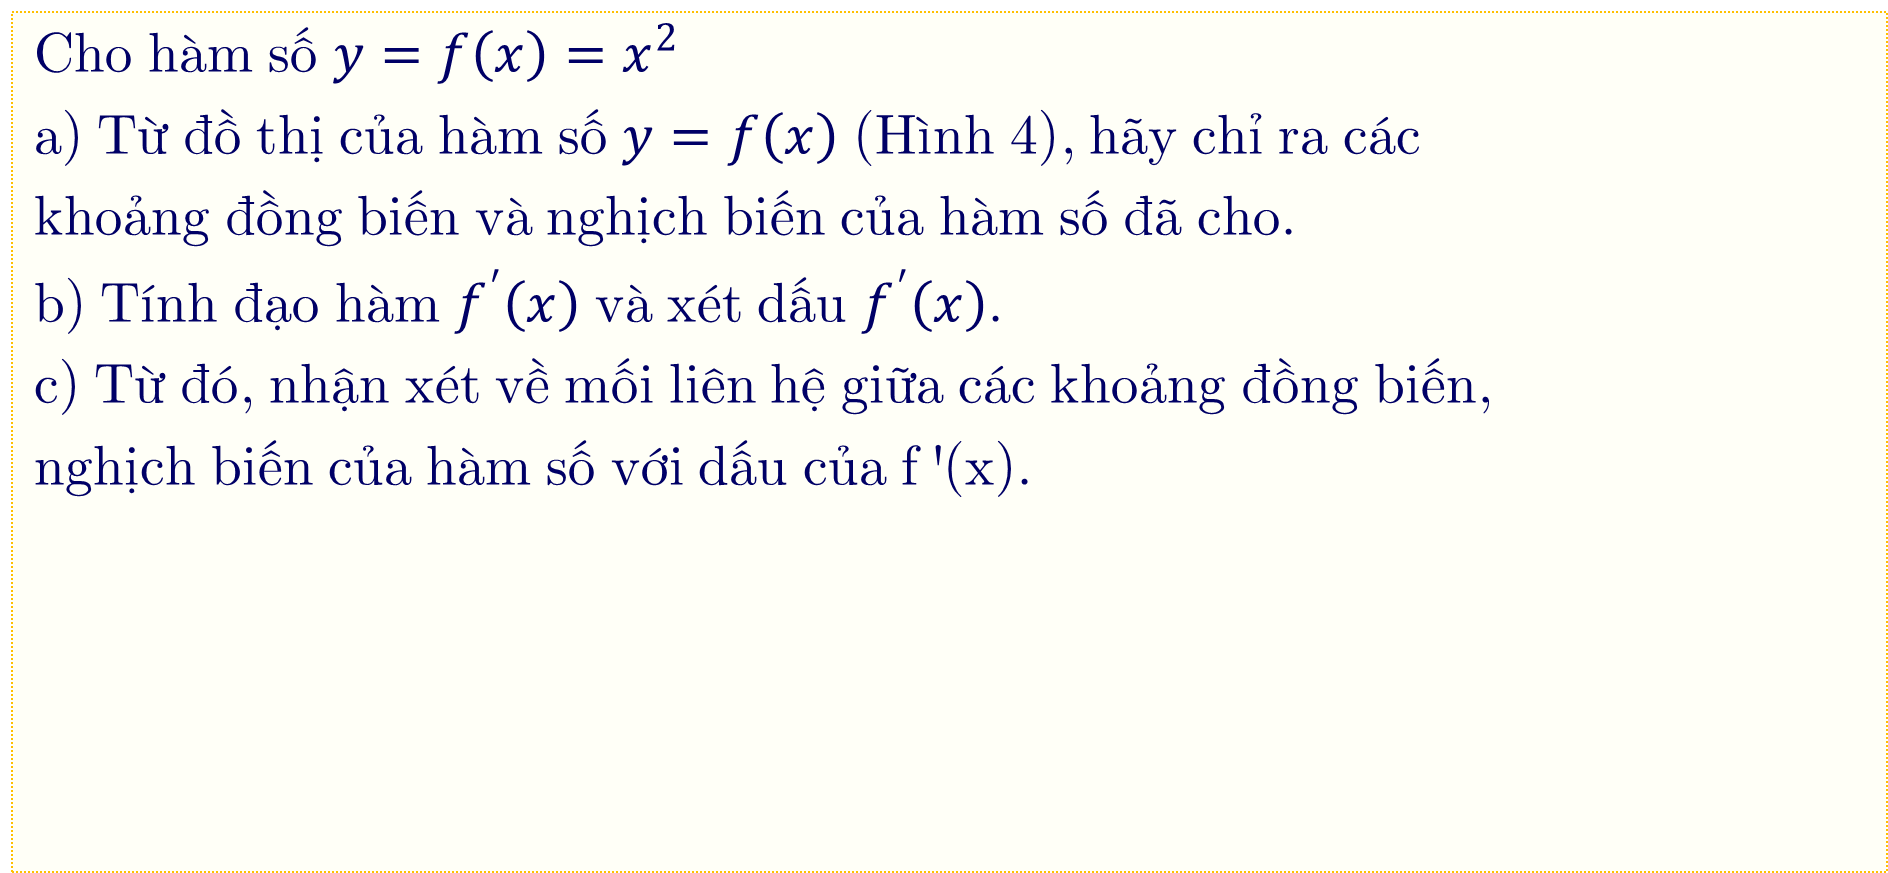 Cho hàm số y = f(x) = x²
a) Từ đồ thị của hàm số y = f(x) (Hình 4), hãy chỉ ra các
khoảng đồng biến và nghịch biến của hàm số đã cho.
b) Tính đạo hàm f′(x) và xét dấu f′(x).
c) Từ đó, nhận xét về mối liên hệ giữa các khoảng đồng biến,
nghịch biến của hàm số với dấu của f '(x).